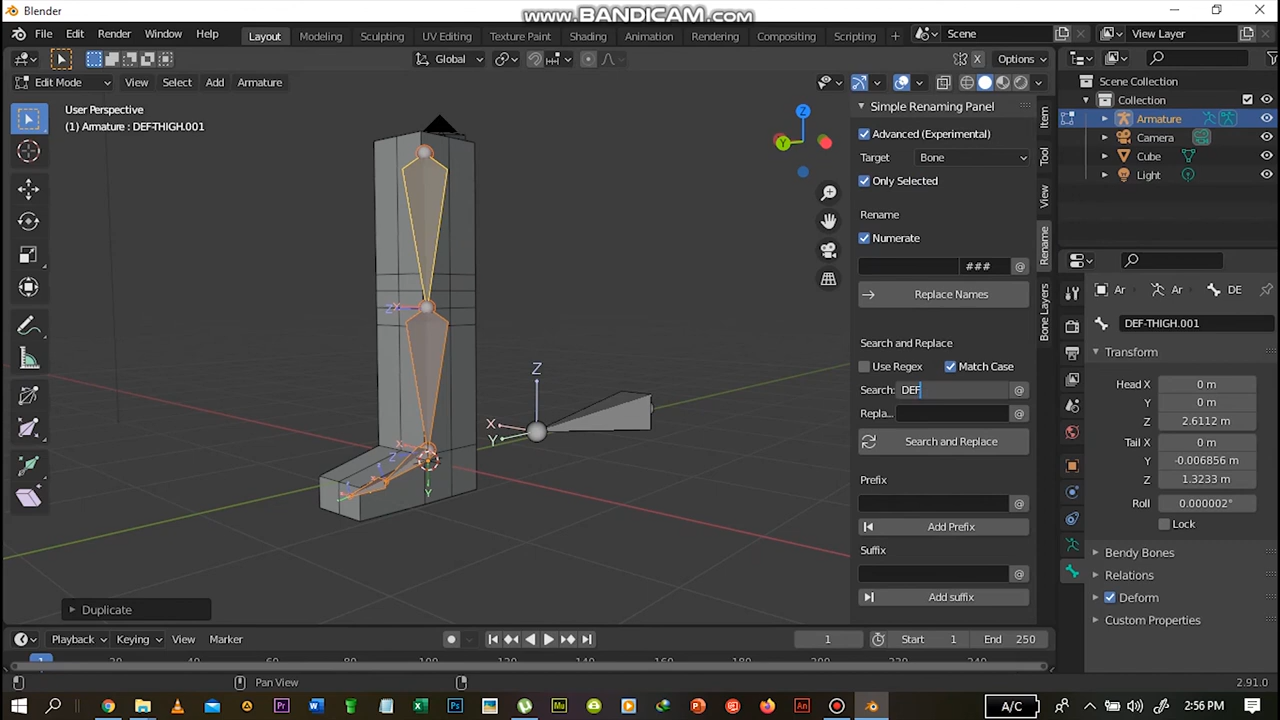 Blender
www.BANDICAM.com
File Edit Render Window Help
Layout Modeling Sculpting UV Editing Texture Paint Shading Animation Rendering Compositing Scripting +
Scene
View Layer
Global
Options
Edit Mode View Select Add Armature
User Perspective
(1) Armature : DEF-THIGH.001
Z
Y
Z
X
Z
X
Y
Z
X
Y
Duplicate
Simple Renaming Panel
Advanced (Experimental)
Target Bone
Only Selected
Rename
Numerate
###
@
Replace Names
Search and Replace
Use Regex Match Case
Search: DEF @
Repla... @
Search and Replace
Prefix
@
Add Prefix
Suffix
@
Add suffix
Item
Tool
View
Rename
Bone Layers
Scene Collection
Collection
Armature
Camera
Cube
Light
Ar Ar DE
DEF-THIGH.001
Transform
Head X 0 m
Y 0 m
Z 2.6112 m
Tail X 0 m
Y -0.006856 m
Z 1.3233 m
Roll 0.000002°
Lock
Bendy Bones
Relations
Deform
Custom Properties
Playback Keying View Marker
1
Start 1
End 250
1
Pan View
2.91.0
A/C
2:56 PM